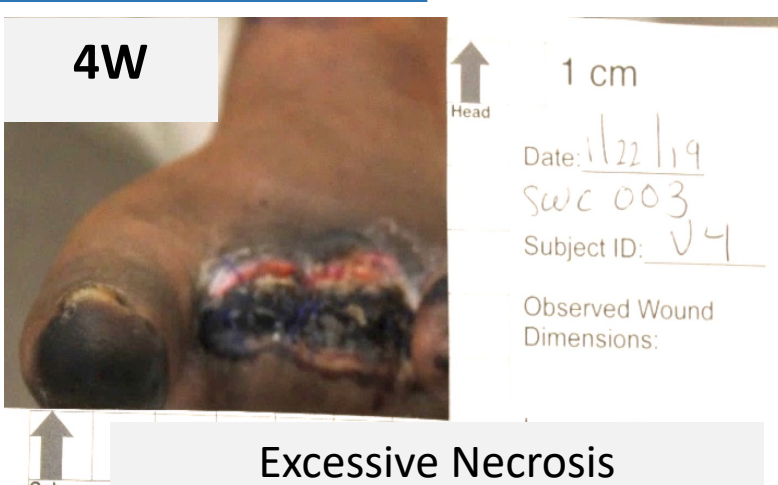 4W
Head
1 cm
Date: 1/22/19
SWC 003
Subject ID: V4
Observed Wound
Dimensions:
Excessive Necrosis